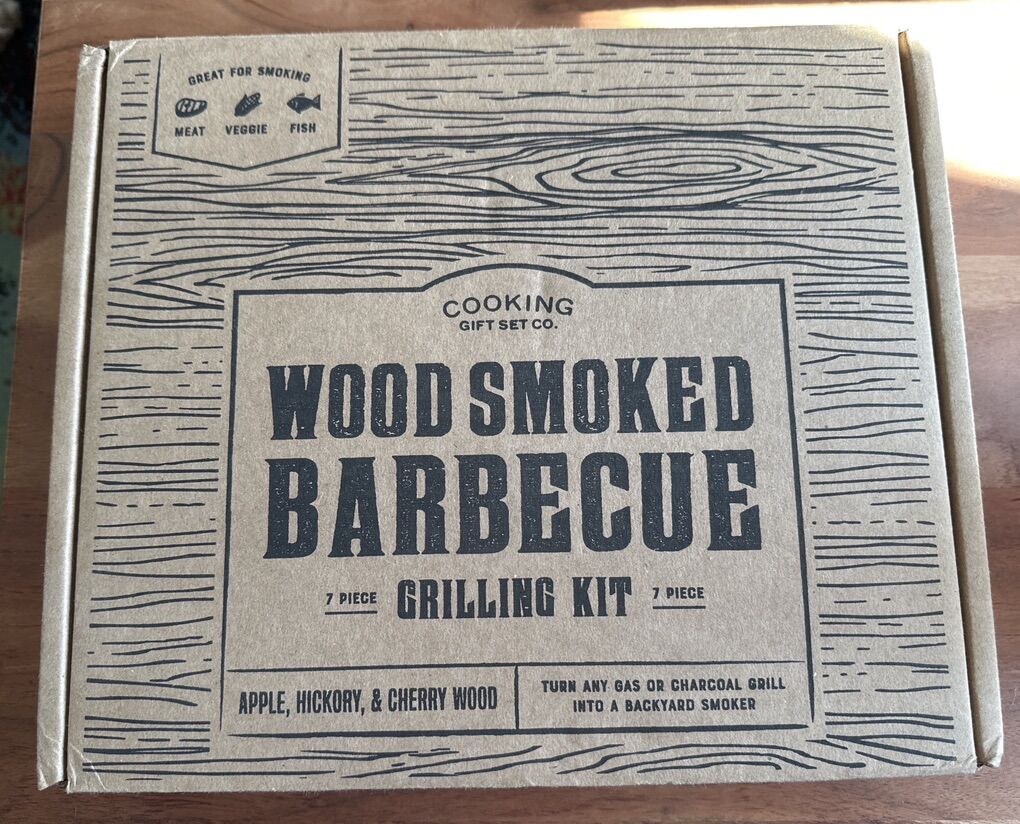 GREAT FOR SMOKING
MEAT VEGGIE FISH
COOKING
GIFT SET CO.
WOOD SMOKED
BARBECUE
7 PIECE GRILLING KIT 7 PIECE
APPLE, HICKORY, & CHERRY WOOD
TURN ANY GAS OR CHARCOAL GRILL
INTO A BACKYARD SMOKER